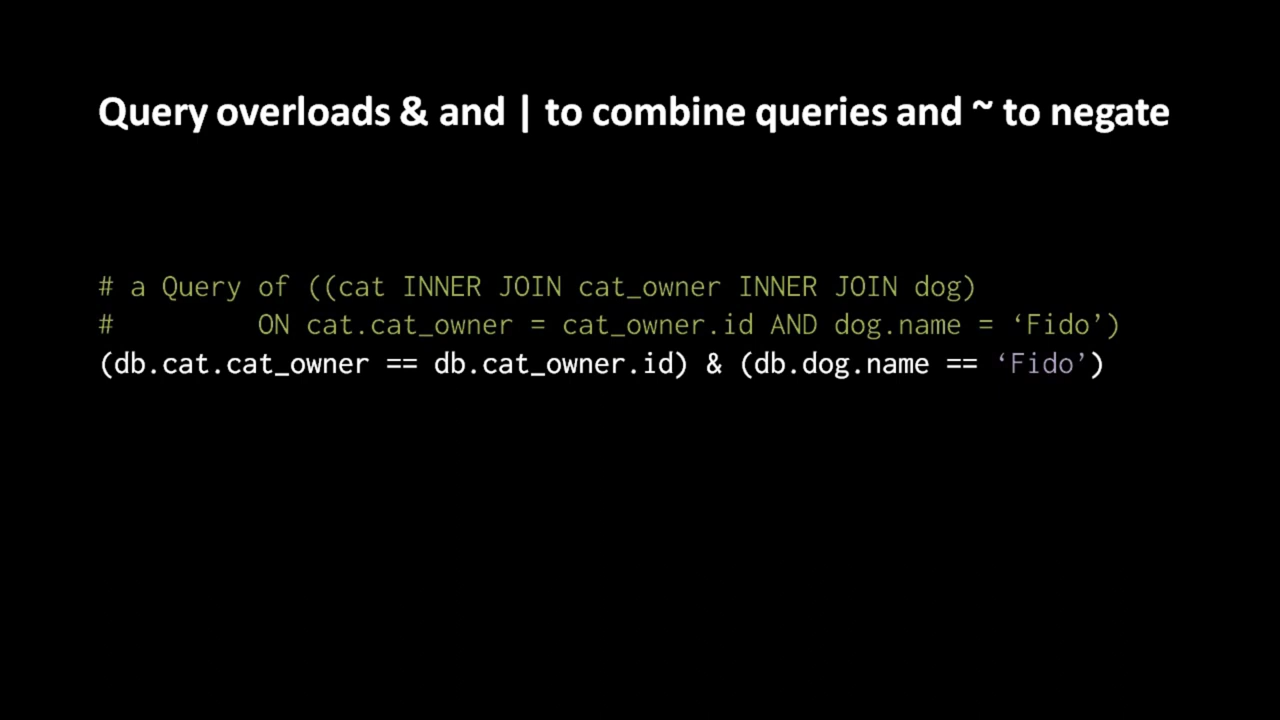 Query overloads & and | to combine queries and ~ to negate
# a Query of ((cat INNER JOIN cat_owner INNER JOIN dog)
#         ON cat.cat_owner = cat_owner.id AND dog.name = ‘Fido’)
(db.cat.cat_owner == db.cat_owner.id) & (db.dog.name == ‘Fido’)